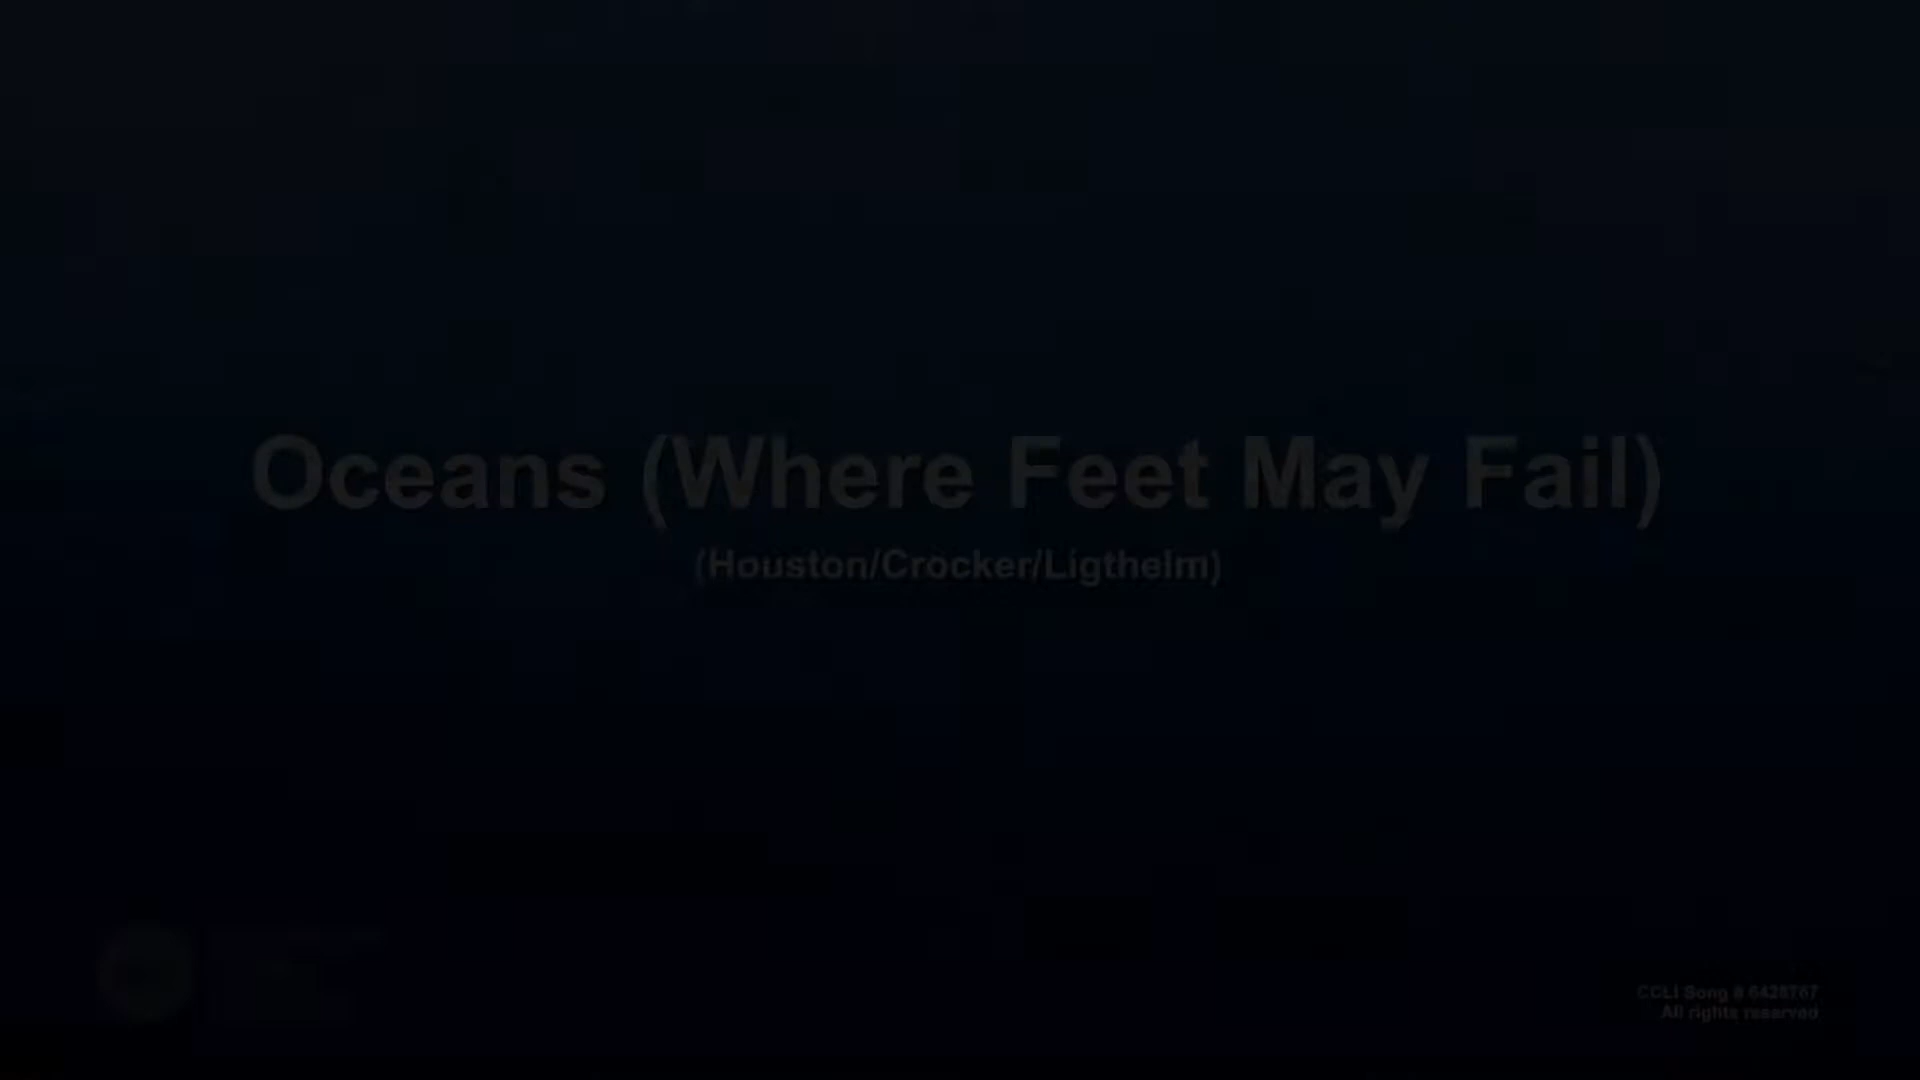 Oceans (Where Feet May Fail)
(Houston/Crocker/Ligthelm)
CCLI Song # 6428767
All rights reserved